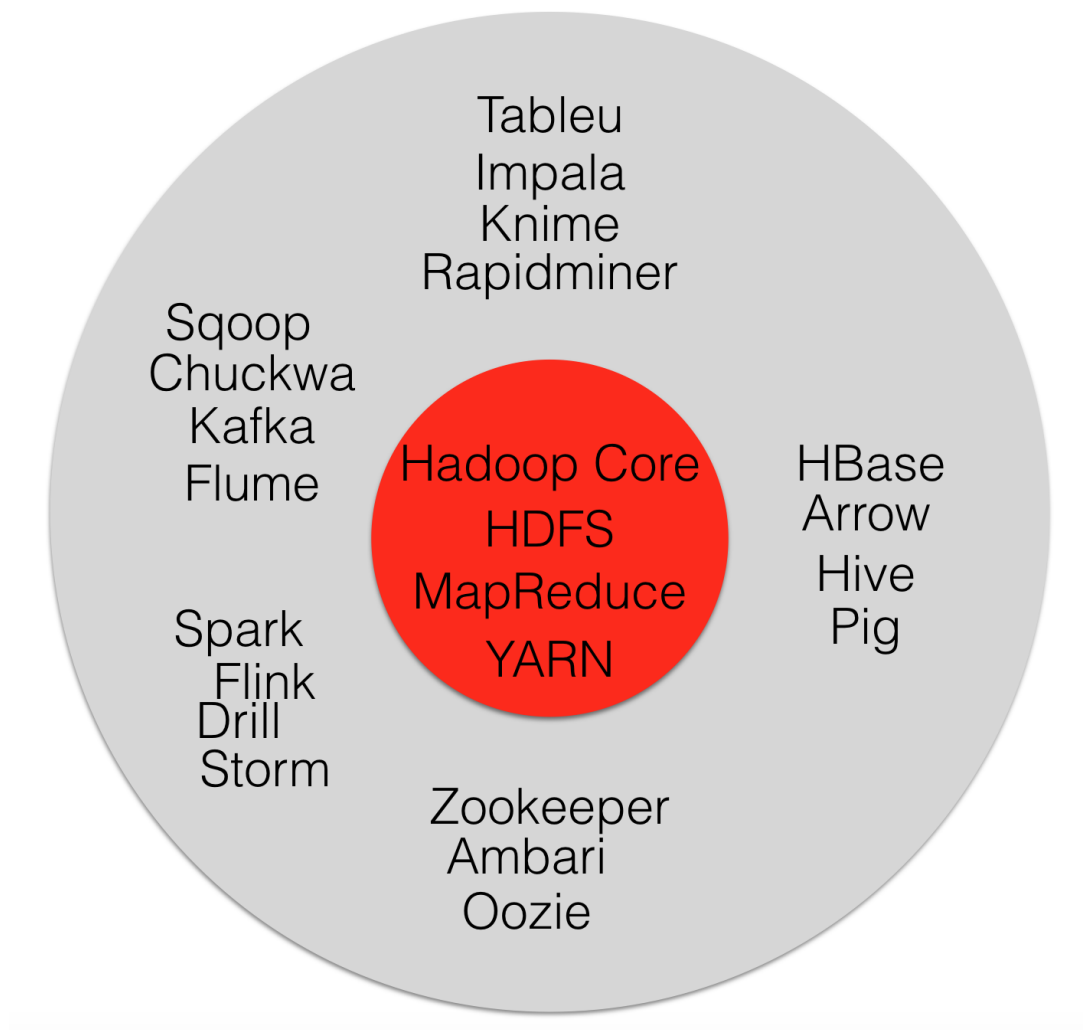 Tableu
Impala
Knime
Rapidminer
Sqoop
Chuckwa
Kafka
Flume
Hadoop Core
HDFS
MapReduce
YARN
HBase
Arrow
Hive
Pig
Spark
Flink
Drill
Storm
Zookeeper
Ambari
Oozie